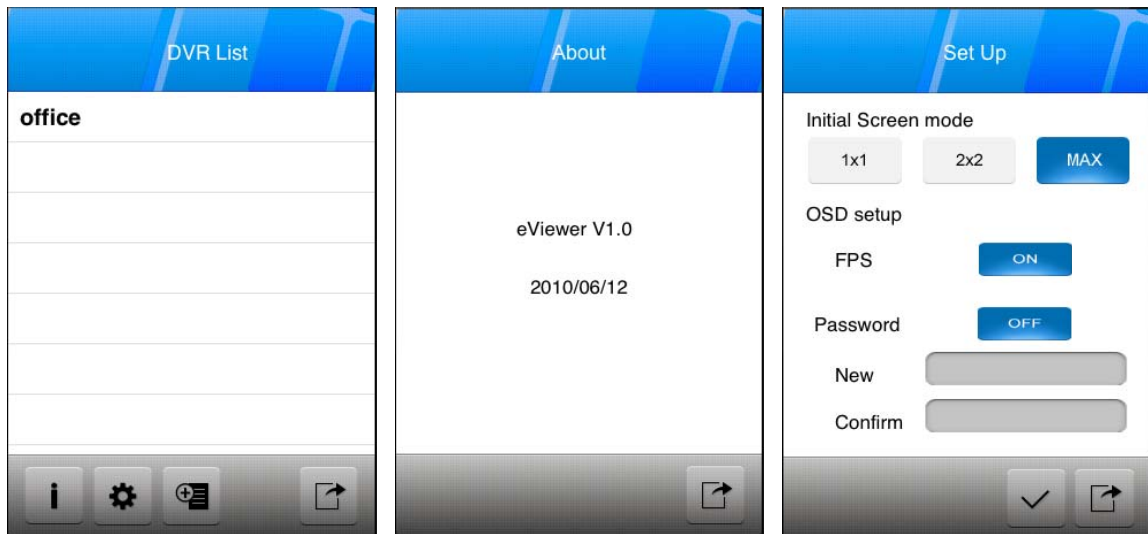 DVR List
office
About
eViewer V1.0
2010/06/12
Set Up
Initial Screen mode
1x1 2x2 MAX
OSD setup
FPS ON
Password OFF
New
Confirm